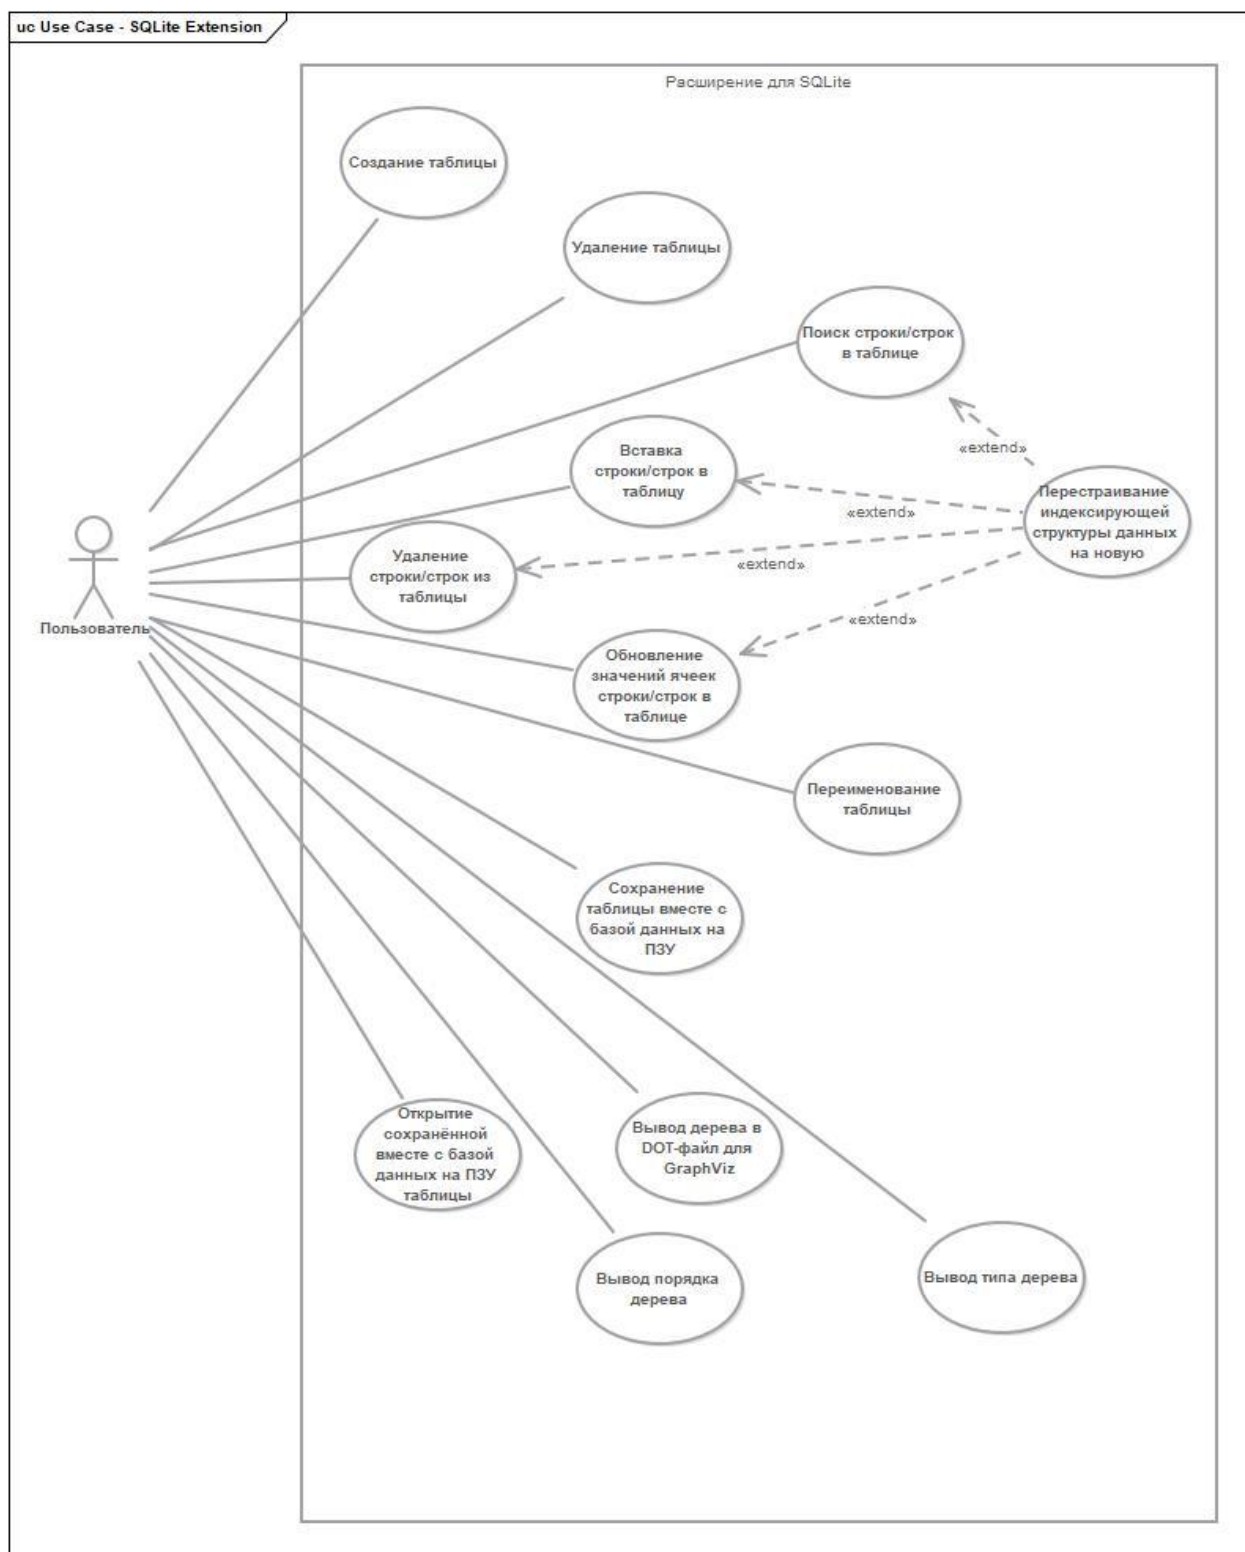 uc Use Case - SQLite Extension
Расширение для SQLite
Создание таблицы
Удаление таблицы
Поиск строки/строк
в таблице
«extend»
Вставка
строки/строк в
таблицу
«extend»
Перестраивание
индексирующей
структуры данных
на новую
Удаление
строки/строк из
таблицы
«extend»
Пользователь
«extend»
Обновление
значений ячеек
строки/строк в
таблице
Переименование
таблицы
Сохранение
таблицы вместе с
базой данных на
ПЗУ
Открытие
сохранённой
вместе с базой
данных на ПЗУ
таблицы
Вывод дерева в
DOT-файл для
GraphViz
Вывод порядка
дерева
Вывод типа дерева